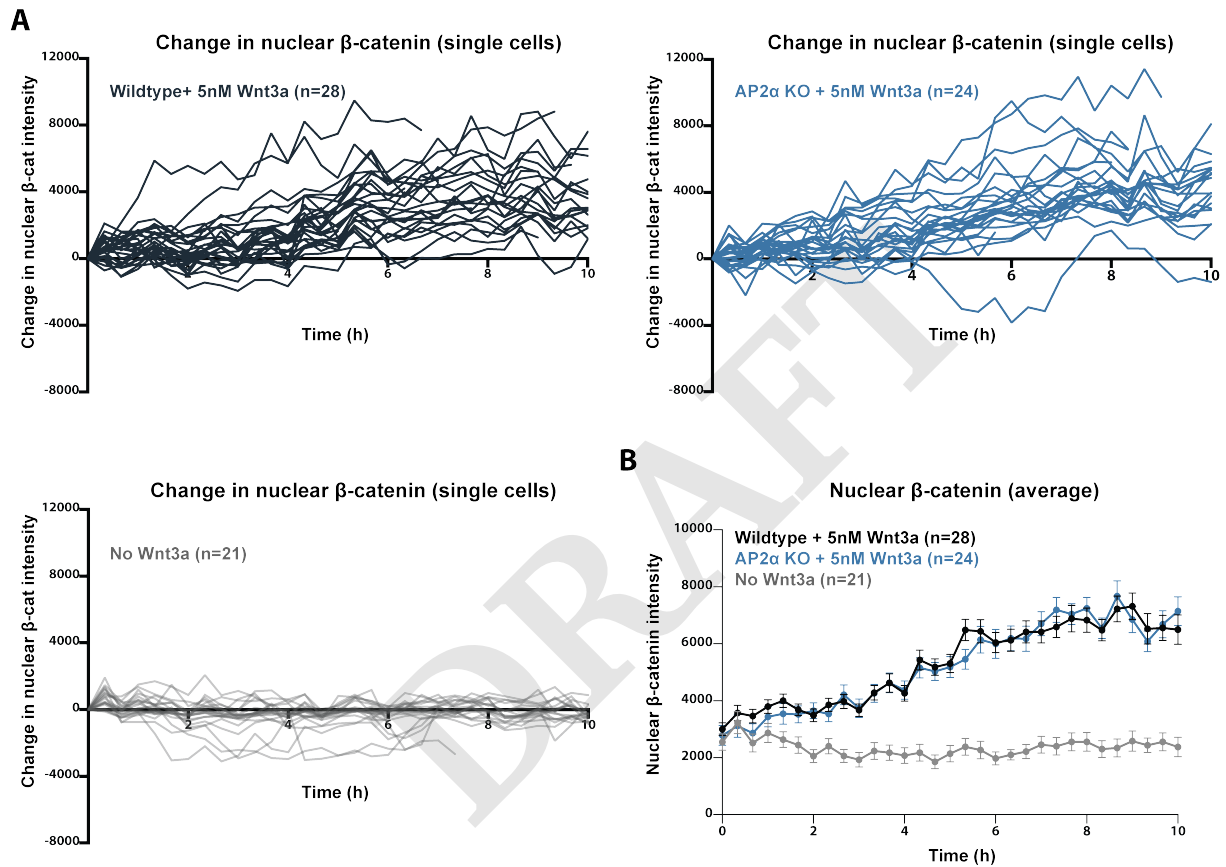 A
Change in nuclear β-catenin (single cells)
Wildtype+ 5nM Wnt3a (n=28)
Change in nuclear β-cat intensity
12000
8000
4000
0
-4000
-8000
4
6
8
10
Time (h)
Change in nuclear β-catenin (single cells)
AP2α KO + 5nM Wnt3a (n=24)
Change in nuclear β-cat intensity
12000
8000
4000
0
-4000
-8000
2
4
6
8
10
Time (h)
Change in nuclear β-catenin (single cells)
No Wnt3a (n=21)
Change in nuclear β-cat intensity
12000
8000
4000
0
-4000
-8000
2
4
6
8
10
Time (h)
B
Nuclear β-catenin (average)
Wildtype + 5nM Wnt3a (n=28)
AP2α KO + 5nM Wnt3a (n=24)
No Wnt3a (n=21)
Nuclear β-catenin intensity
10000
8000
6000
4000
2000
0
0
2
4
6
8
10
Time (h)
DRAFT